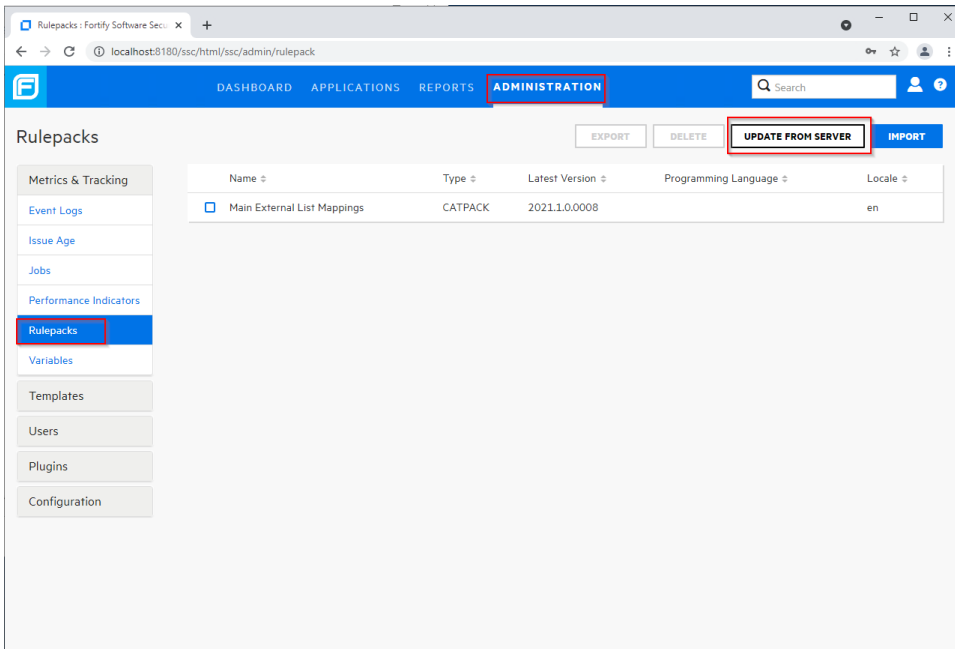 Rulepacks : Fortify Software Secu
localhost:8180/ssc/html/ssc/admin/rulepack
DASHBOARD APPLICATIONS REPORTS ADMINISTRATION Search
Rulepacks EXPORT DELETE UPDATE FROM SERVER IMPORT
Metrics & Tracking
Name Type Latest Version Programming Language Locale
Main External List Mappings CATPACK 2021.1.0.0008 en
Event Logs
Issue Age
Jobs
Performance Indicators
Rulepacks
Variables
Templates
Users
Plugins
Configuration